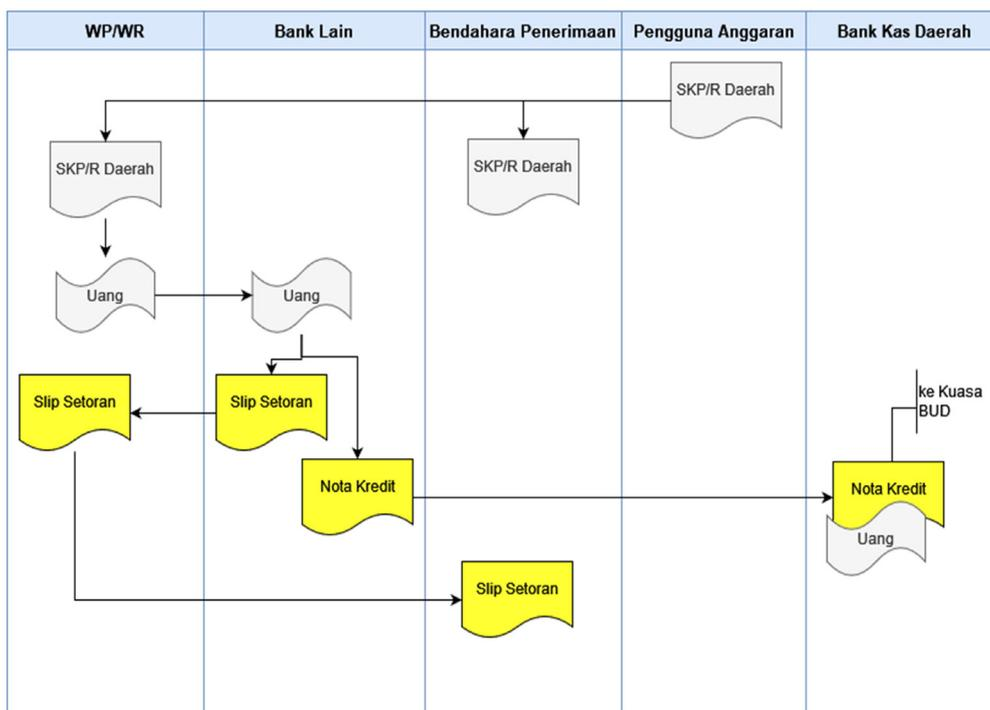 WP/WR
Bank Lain
Bendahara Penerimaan
Pengguna Anggaran
Bank Kas Daerah
SKP/R Daerah
SKP/R Daerah
SKP/R Daerah
Uang
Uang
Slip Setoran
Slip Setoran
ke Kuasa
BUD
Nota Kredit
Nota Kredit
Uang
Slip Setoran